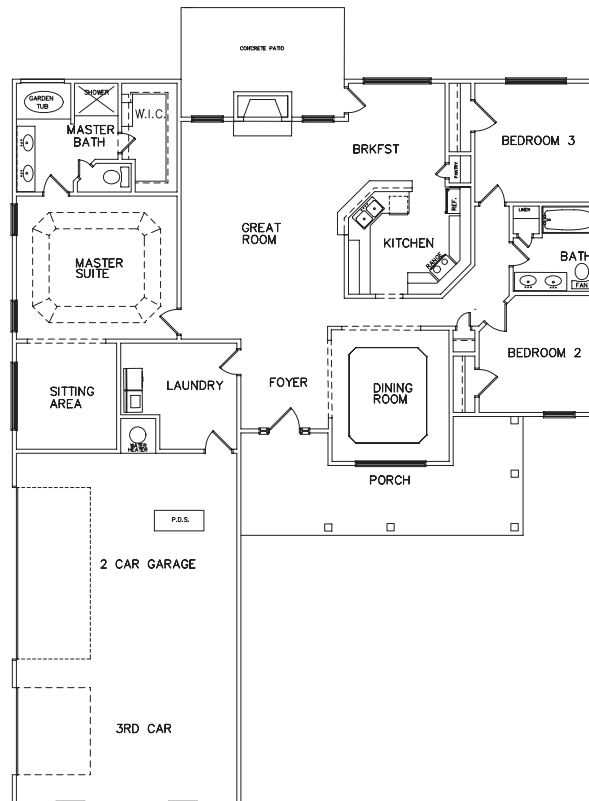 CONCRETE PATIO
GARDEN
TUB
SHOWER
W.I.C.
MASTER
BATH
BRKFST
BEDROOM 3
PANTRY
REF.
LINEN
GREAT
ROOM
KITCHEN
RANGE
BATH
FAN
MASTER
SUITE
BEDROOM 2
SITTING
AREA
LAUNDRY
FOYER
DINING
ROOM
WATER
HEATER
PORCH
P.D.S.
2 CAR GARAGE
3RD CAR